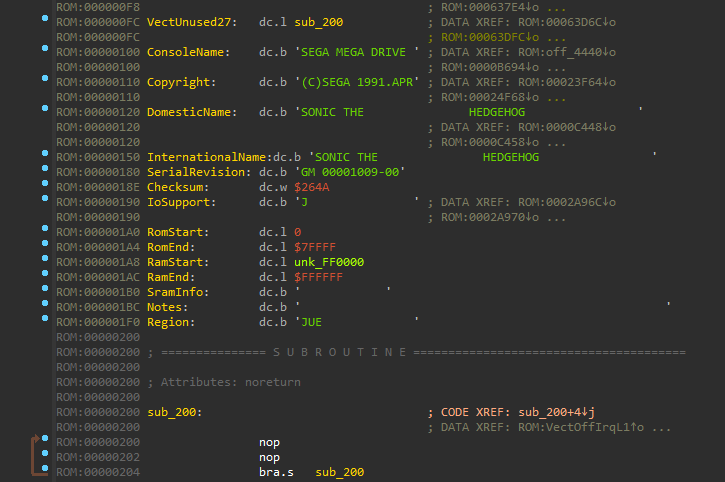 ROM:000000F8 ; ROM:000637E4↓o ...
ROM:000000FC VectUnused27: dc.l sub_200 ; DATA XREF: ROM:00063D6C↓o
ROM:000000FC ; ROM:00063DFC↓o ...
ROM:00000100 ConsoleName: dc.b 'SEGA MEGA DRIVE ' ; DATA XREF: ROM:off_4440↓o
ROM:00000100 ; ROM:0000B694↓o ...
ROM:00000110 Copyright: dc.b '(C)SEGA 1991.APR' ; DATA XREF: ROM:00023F64↓o
ROM:00000110 ; ROM:00024F68↓o ...
ROM:00000120 DomesticName: dc.b 'SONIC THE HEDGEHOG '
ROM:00000120 ; DATA XREF: ROM:0000C448↓o
ROM:00000120 ; ROM:0000C458↓o ...
ROM:00000150 InternationalName:dc.b 'SONIC THE HEDGEHOG '
ROM:00000180 SerialRevision: dc.b 'GM 00001009-00'
ROM:0000018E Checksum: dc.w $264A
ROM:00000190 IoSupport: dc.b 'J ' ; DATA XREF: ROM:0002A96C↓o
ROM:00000190 ; ROM:0002A970↓o ...
ROM:000001A0 RomStart: dc.l 0
ROM:000001A4 RomEnd: dc.l $7FFFF
ROM:000001A8 RamStart: dc.l unk_FF0000
ROM:000001AC RamEnd: dc.l $FFFFFF
ROM:000001B0 SramInfo: dc.b ' '
ROM:000001BC Notes: dc.b ' '
ROM:000001F0 Region: dc.b 'JUE '
ROM:00000200
ROM:00000200 ; =============== S U B R O U T I N E =======================================
ROM:00000200
ROM:00000200 ; Attributes: noreturn
ROM:00000200
ROM:00000200 sub_200: ; CODE XREF: sub_200+4↓j
ROM:00000200 ; DATA XREF: ROM:VectOffIrqL1↑o ...
ROM:00000200 nop
ROM:00000202 nop
ROM:00000204 bra.s sub_200